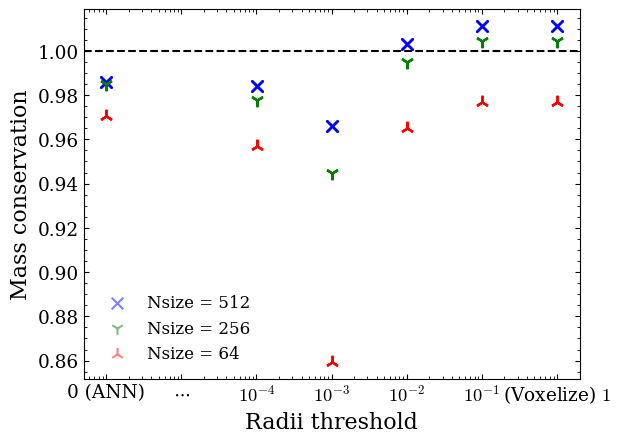 Mass conservation
1.00
0.98
0.96
0.94
0.92
0.90
0.88
0.86
Nsize = 512
Nsize = 256
Nsize = 64
0 (ANN) ... 10⁻⁴ 10⁻³ 10⁻² 10⁻¹ (Voxelize) 1
Radii threshold